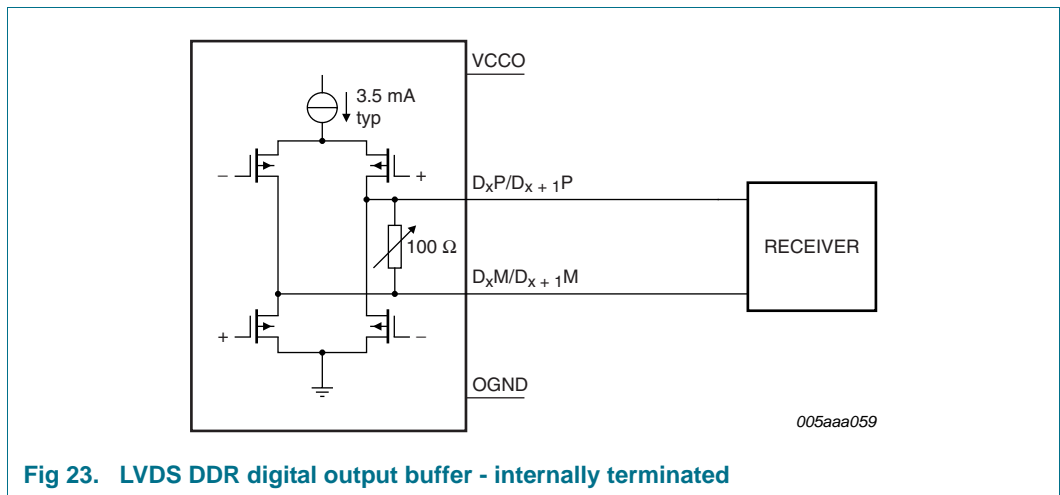 VCCO
3.5 mA
typ
−
+
DxP/Dx + 1P
100 Ω
RECEIVER
DxM/Dx + 1M
+
−
OGND
005aaa059
Fig 23. LVDS DDR digital output buffer - internally terminated